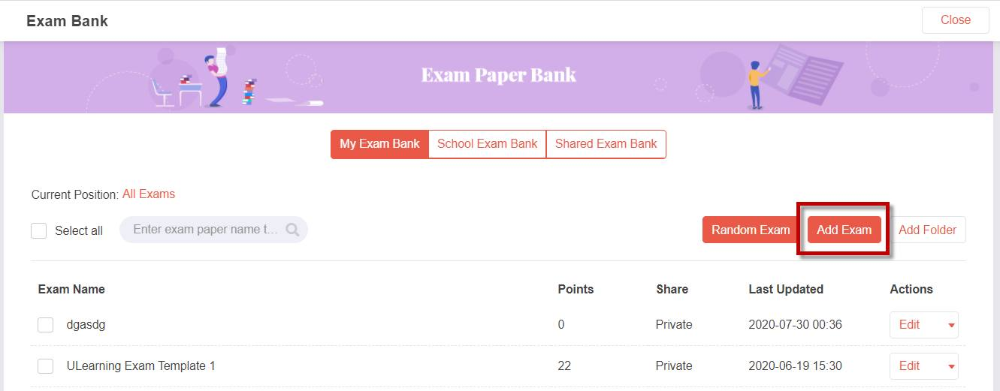 Exam Bank
Close
Exam Paper Bank
My Exam Bank School Exam Bank Shared Exam Bank
Current Position: All Exams
Select all Enter exam paper name t... Random Exam Add Exam Add Folder
Exam Name Points Share Last Updated Actions
dgasdg 0 Private 2020-07-30 00:36 Edit
ULearning Exam Template 1 22 Private 2020-06-19 15:30 Edit